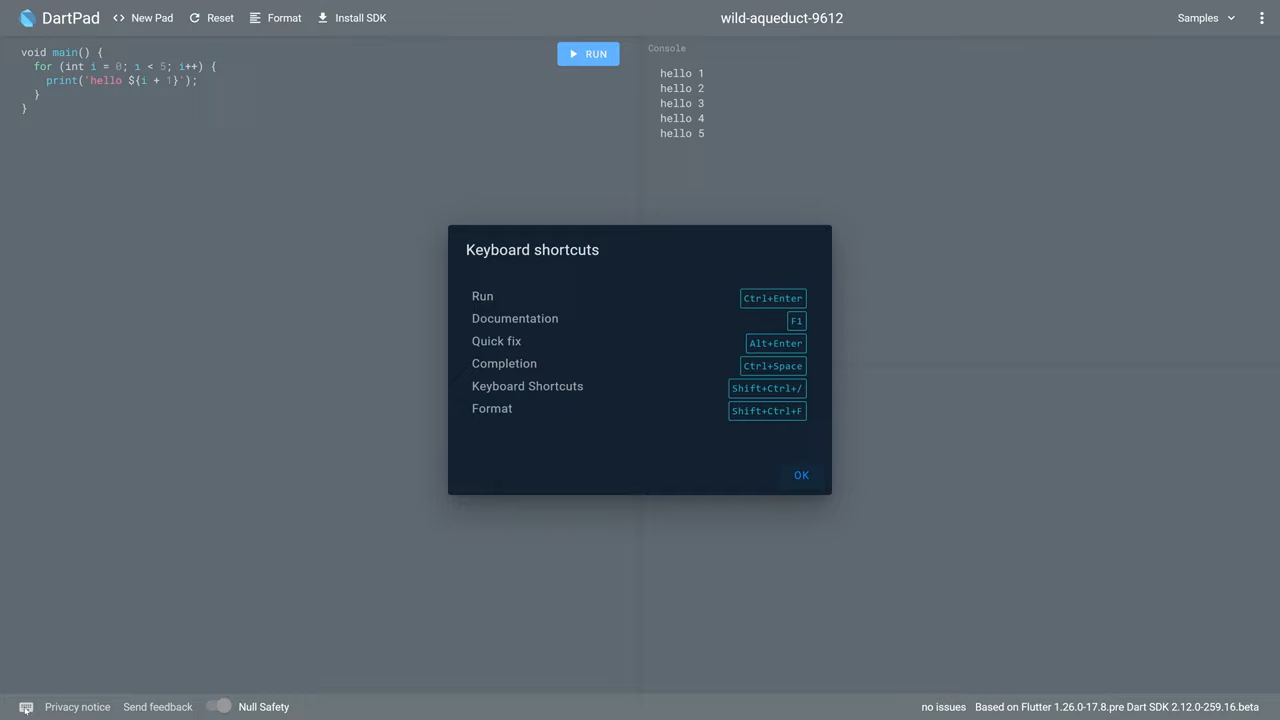 DartPad
New Pad
Reset
Format
Install SDK
wild-aqueduct-9612
Samples
void main() {
for (int i = 0; i < 5; i++) {
print('hello ${i + 1}');
}
}
RUN
Console
hello 1
hello 2
hello 3
hello 4
hello 5
Keyboard shortcuts
Run Ctrl+Enter
Documentation F1
Quick fix Alt+Enter
Completion Ctrl+Space
Keyboard Shortcuts Shift+Ctrl+/
Format Shift+Ctrl+F
OK
Privacy notice
Send feedback
Null Safety
no issues
Based on Flutter 1.26.0-17.8.pre Dart SDK 2.12.0-259.16.beta